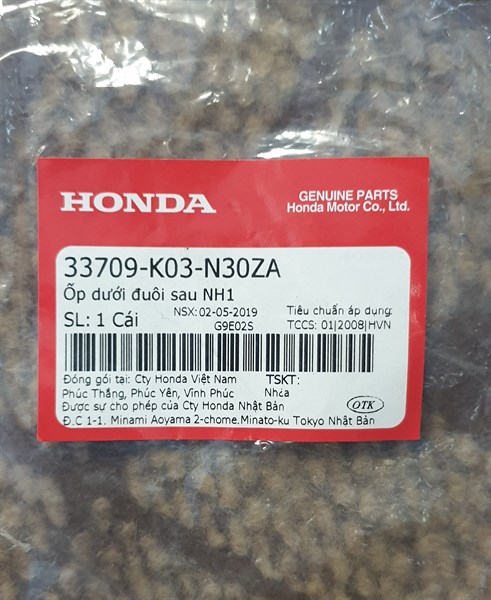 HONDA
GENUINE PARTS
Honda Motor Co., Ltd.
33709-K03-N30ZA
Ốp dưới đuôi sau NH1
SL: 1 Cái
NSX: 02-05-2019
G9E02S
Tiêu chuẩn áp dụng:
TCCS: 01|2008|HVN
Đóng gói tại: Cty Honda Việt Nam
TSKT:
Phúc Thắng, Phúc Yên, Vĩnh Phúc
Nhựa
Được sự cho phép của Cty Honda Nhật Bản
OTK
Đ.C 1-1. Minami Aoyama 2-chome.Minato-ku Tokyo Nhật Bản